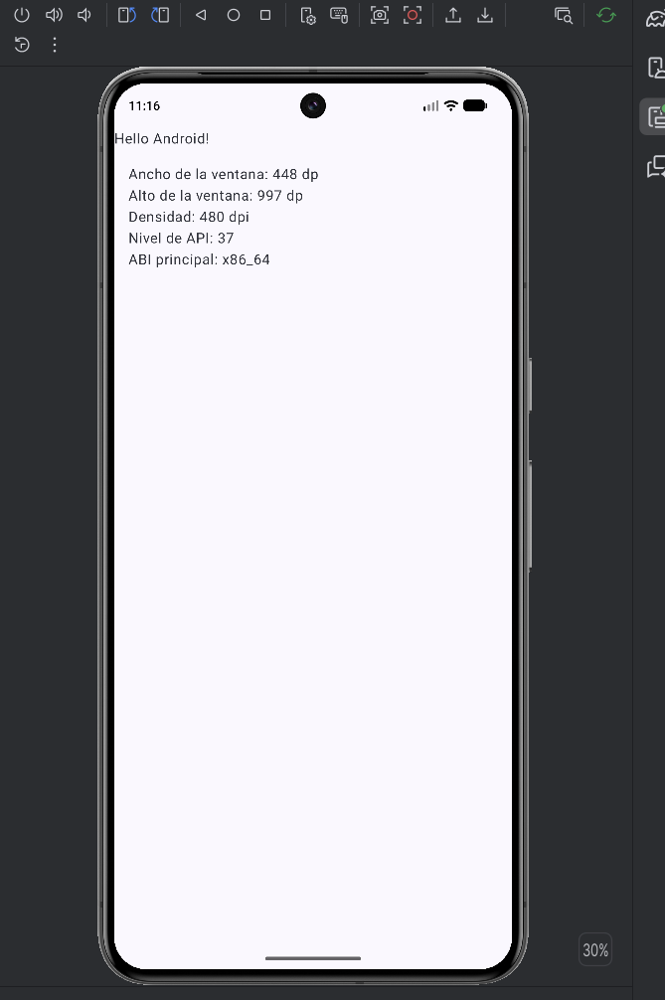 11:16
Hello Android!
Ancho de la ventana: 448 dp
Alto de la ventana: 997 dp
Densidad: 480 dpi
Nivel de API: 37
ABI principal: x86_64
30%